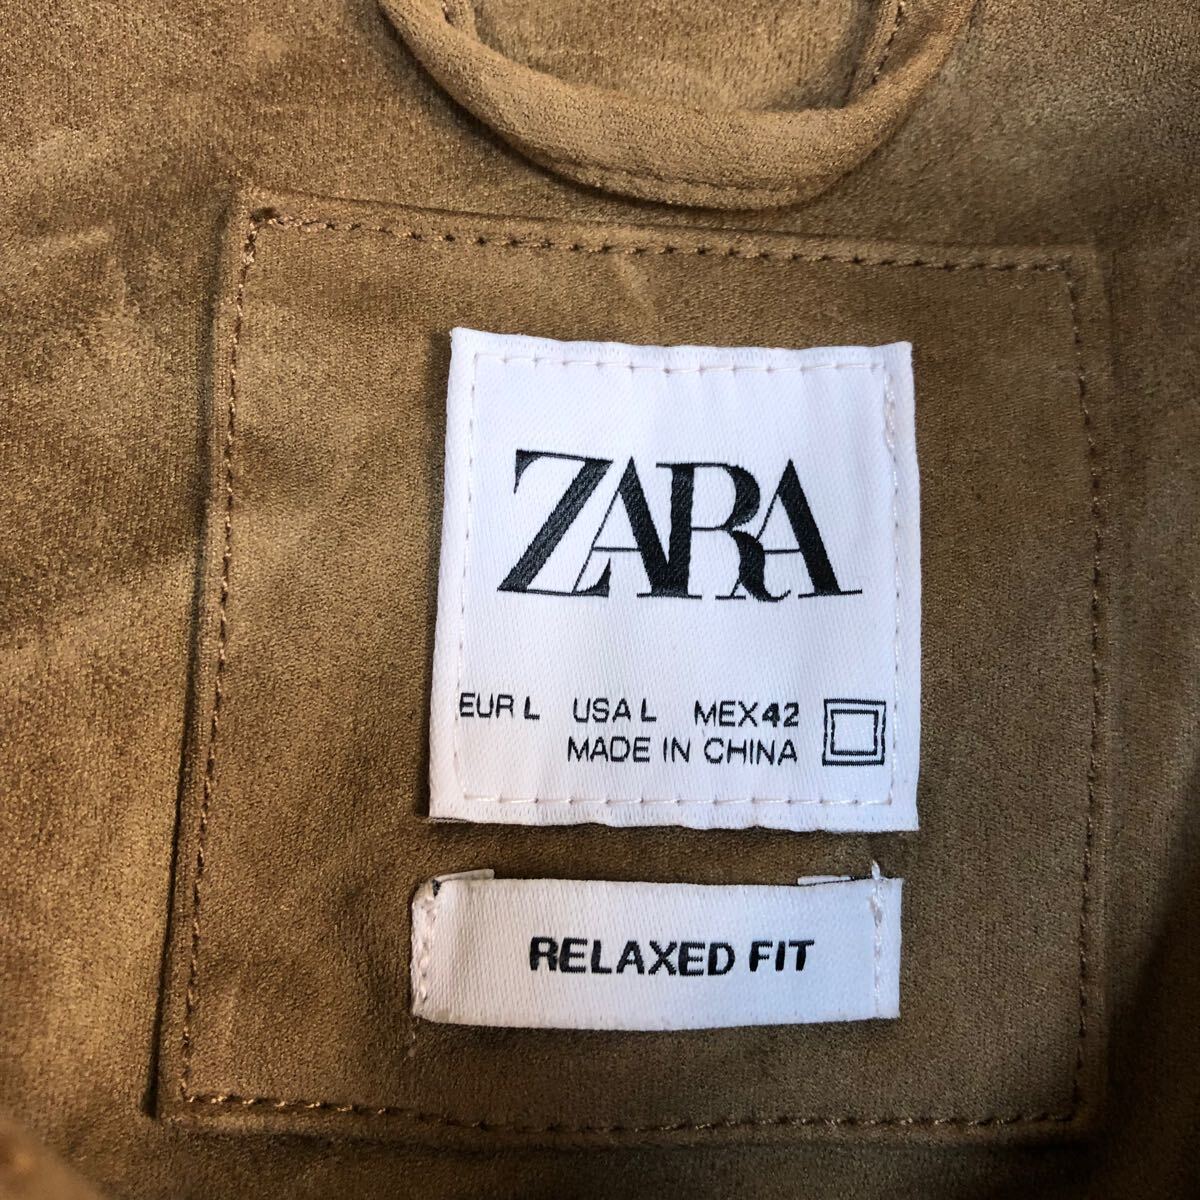 ZARA
EUR L USA L MEX 42
MADE IN CHINA
RELAXED FIT